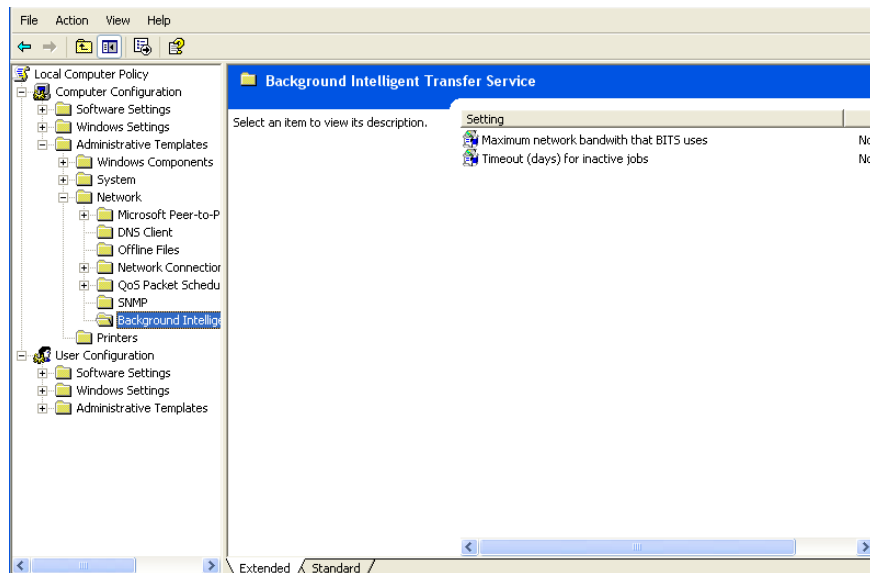 File Action View Help
Local Computer Policy
Computer Configuration
Software Settings
Windows Settings
Administrative Templates
Windows Components
System
Network
Microsoft Peer-to-P
DNS Client
Offline Files
Network Connection
QoS Packet Schedu
SNMP
Background Intellige
Printers
User Configuration
Software Settings
Windows Settings
Administrative Templates
Background Intelligent Transfer Service
Select an item to view its description.
Setting
Maximum network bandwith that BITS uses No
Timeout (days) for inactive jobs No
Extended Standard